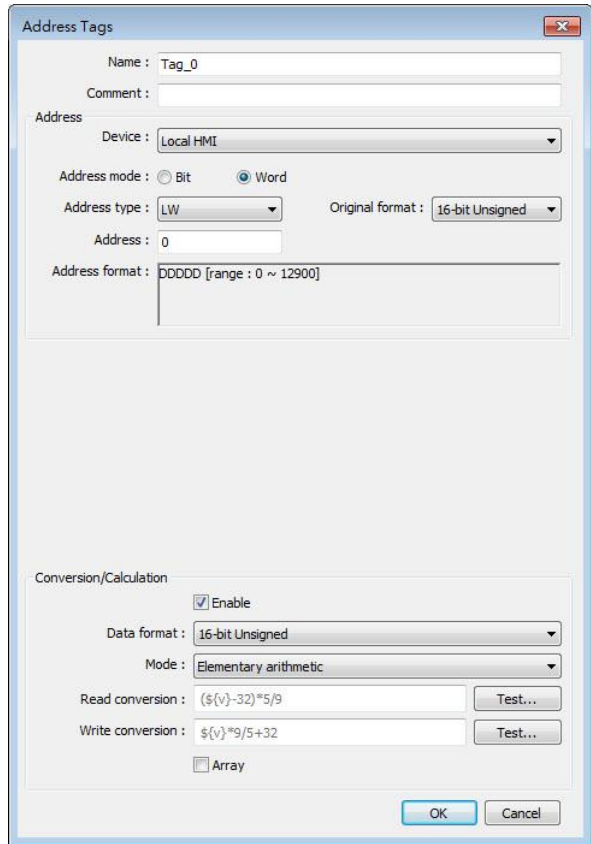 Address Tags
Name : Tag_0
Comment :
Address
Device : Local HMI
Address mode : Bit Word
Address type : LW Original format : 16-bit Unsigned
Address : 0
Address format : DDDDD [range : 0 ~ 12900]
Conversion/Calculation
Enable
Data format : 16-bit Unsigned
Mode : Elementary arithmetic
Read conversion : (${v}-32)*5/9 Test...
Write conversion : ${v}*9/5+32 Test...
Array
OK Cancel